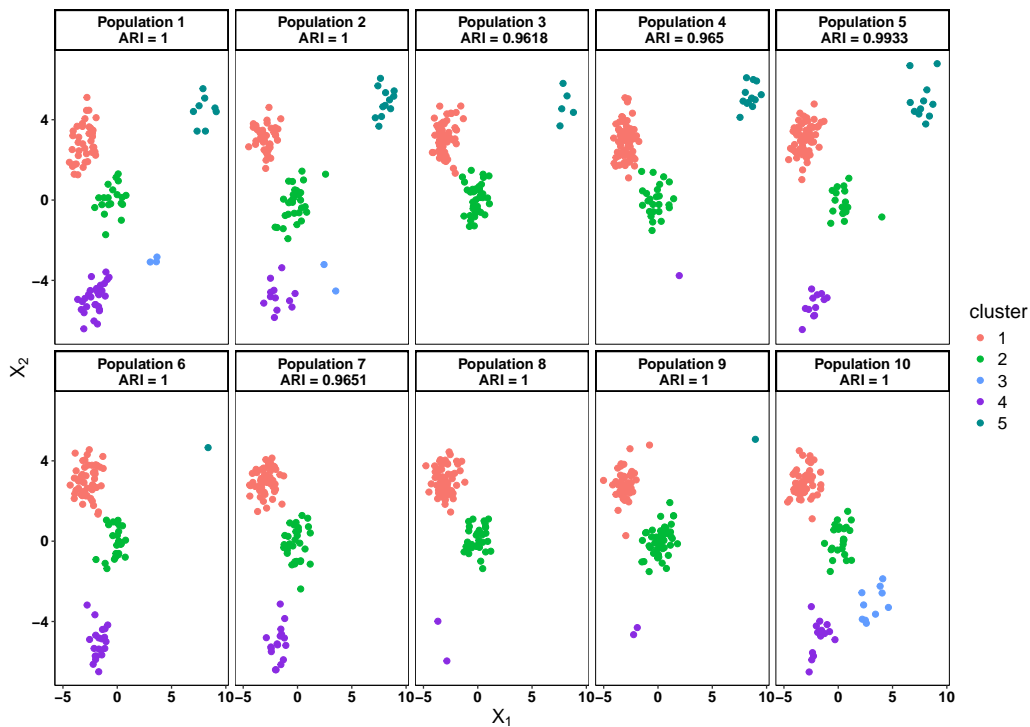 Population 1
ARI = 1
Population 2
ARI = 1
Population 3
ARI = 0.9618
Population 4
ARI = 0.965
Population 5
ARI = 0.9933
4
0
−4
X2
Population 6
ARI = 1
Population 7
ARI = 0.9651
Population 8
ARI = 1
Population 9
ARI = 1
Population 10
ARI = 1
4
0
−4
−5 0 5 10
−5 0 5 10
−5 0 5 10
−5 0 5 10
−5 0 5 10
X1
cluster
1
2
3
4
5